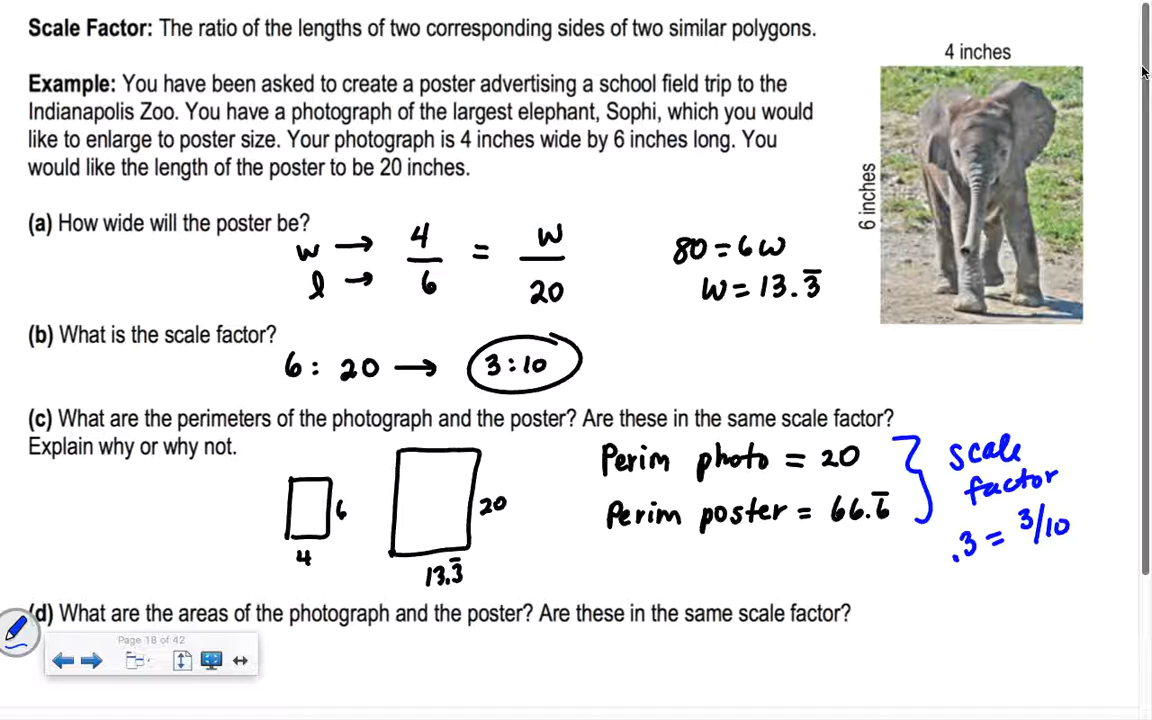 Scale Factor: The ratio of the lengths of two corresponding sides of two similar polygons.
4 inches
Example: You have been asked to create a poster advertising a school field trip to the
Indianapolis Zoo. You have a photograph of the largest elephant, Sophi, which you would
like to enlarge to poster size. Your photograph is 4 inches wide by 6 inches long. You
would like the length of the poster to be 20 inches.
6 inches
(a) How wide will the poster be?
w → 4/6 = w/20
l →
80 = 6w
w = 13.3̅
(b) What is the scale factor?
6 : 20 → 3:10
(c) What are the perimeters of the photograph and the poster? Are these in the same scale factor?
Explain why or why not.
6
4
20
13.3̅
Perim photo = 20
Perim poster = 66.6̅
scale
factor
.3 = 3/10
(d) What are the areas of the photograph and the poster? Are these in the same scale factor?
Page 18 of 42